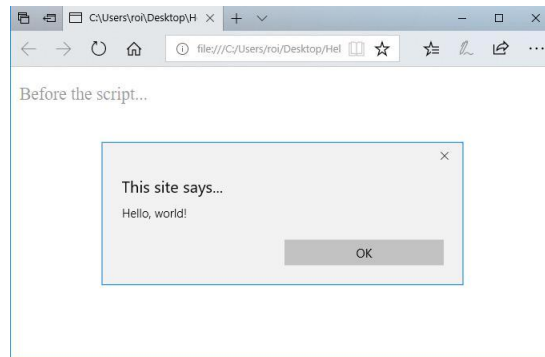 C:\Users\roi\Desktop\H
file:///C:/Users/roi/Desktop/Hel
Before the script...
This site says...
Hello, world!
OK